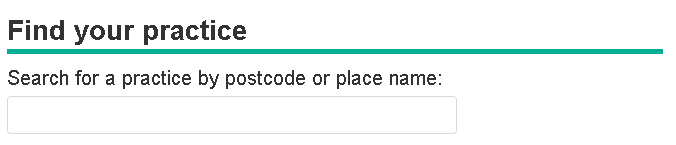 Find your practice
Search for a practice by postcode or place name: